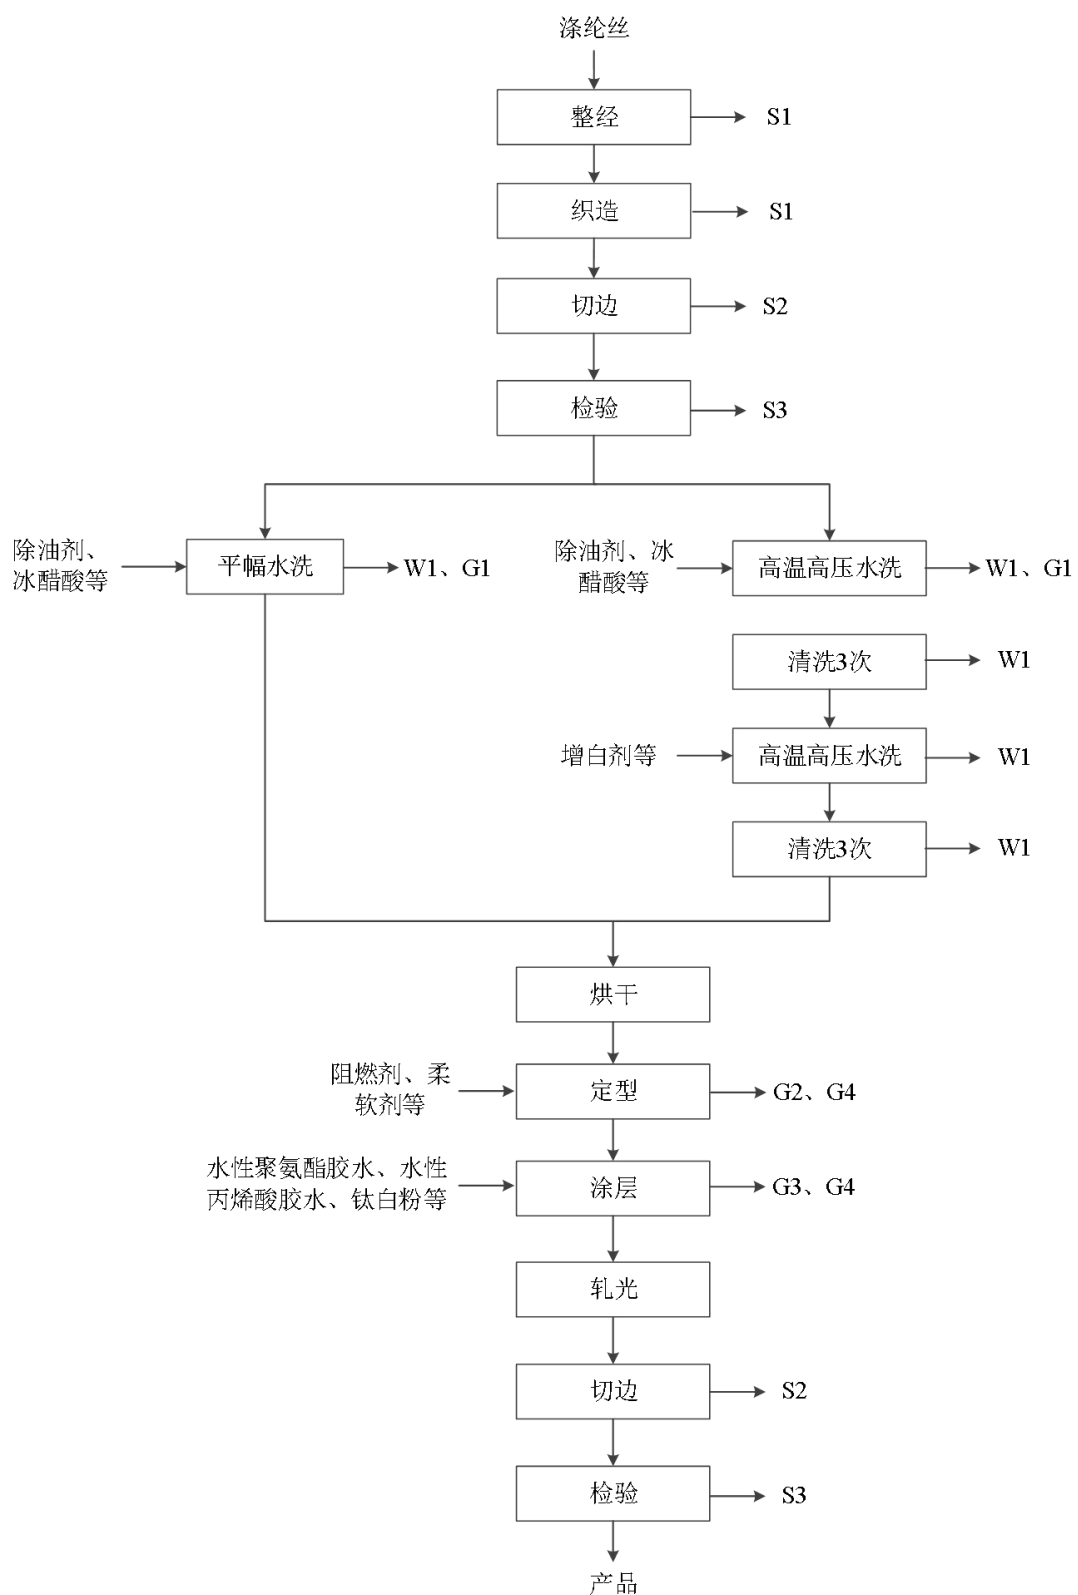 涤纶丝
整经
S1
织造
S1
切边
S2
检验
S3
除油剂、
冰醋酸等
平幅水洗
W1、G1
除油剂、冰
醋酸等
高温高压水洗
W1、G1
清洗3次
W1
增白剂等
高温高压水洗
W1
清洗3次
W1
烘干
阻燃剂、柔
软剂等
定型
G2、G4
水性聚氨酯胶水、水性
丙烯酸胶水、钛白粉等
涂层
G3、G4
轧光
切边
S2
检验
S3
产品